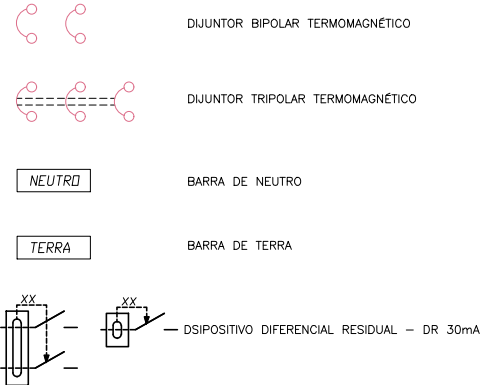 DIJUNTOR BIPOLAR TERMOMAGNÉTICO
DIJUNTOR TRIPOLAR TERMOMAGNÉTICO
NEUTRO BARRA DE NEUTRO
TERRA BARRA DE TERRA
XX XX
DSIPOSITIVO DIFERENCIAL RESIDUAL – DR 30mA